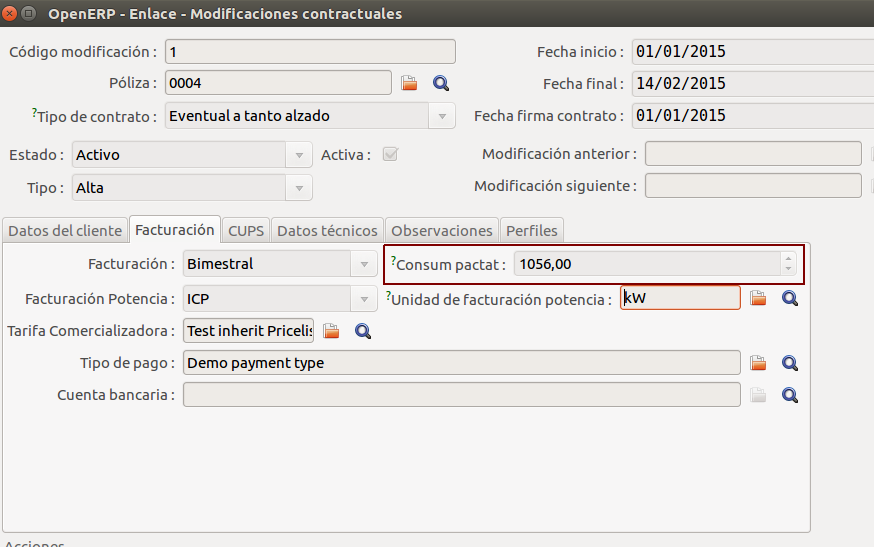 OpenERP - Enlace - Modificaciones contractuales
Código modificación : 1 Fecha inicio : 01/01/2015
Póliza : 0004 Fecha final : 14/02/2015
?Tipo de contrato : Eventual a tanto alzado Fecha firma contrato : 01/01/2015
Estado : Activo Activa : Modificación anterior :
Tipo : Alta Modificación siguiente :
Datos del cliente Facturación CUPS Datos técnicos Observaciones Perfiles
Facturación : Bimestral ?Consum pactat : 1056,00
Facturación Potencia : ICP ?Unidad de facturación potencia : kW
Tarifa Comercializadora : Test inherit Pricelis
Tipo de pago : Demo payment type
Cuenta bancaria :
Acciones